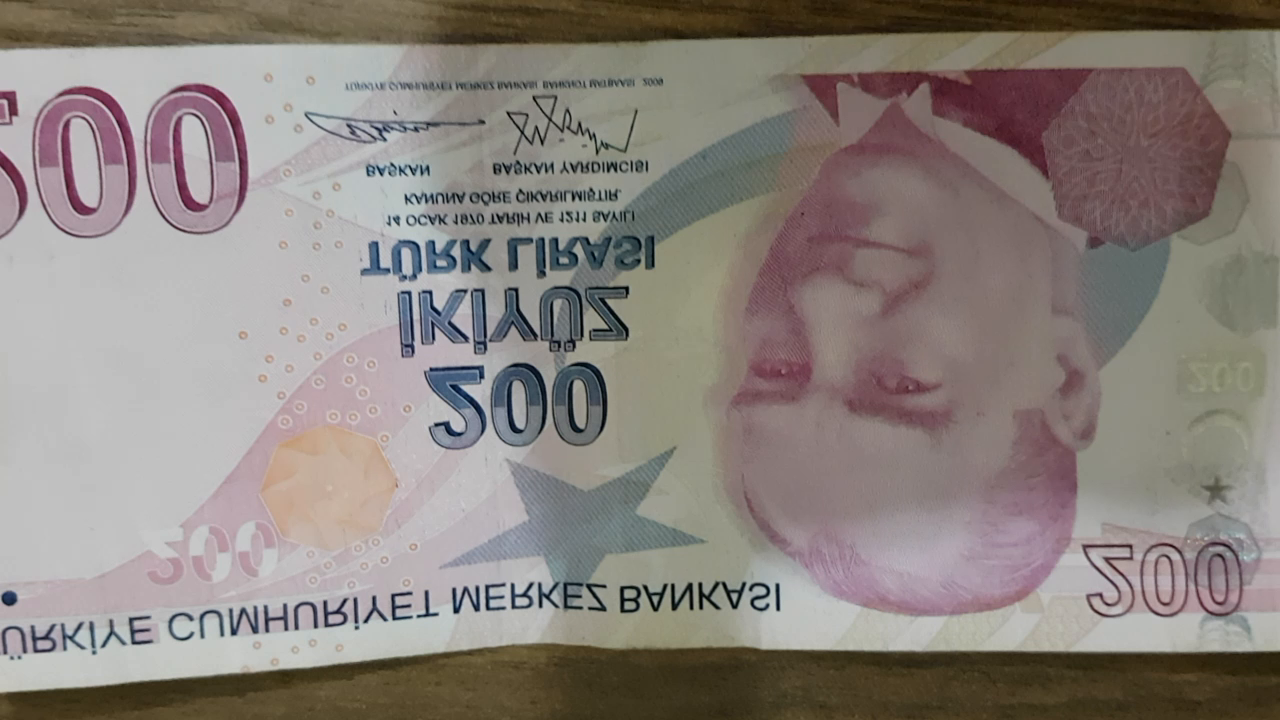 ÜRKİYE CUMHURİYET MERKEZ BANKASI
200
200
200
200
İKİYÜZ
TÜRK LİRASI
14 OCAK 1970 TARİH VE 1211 SAYILI
KANUNA GÖRE ÇIKARILMIŞTIR.
BAŞKAN BAŞKAN YARDIMCISI
200
TÜRKİYE CUMHURİYET MERKEZ BANKASI BANKNOT MATBAASI 2009